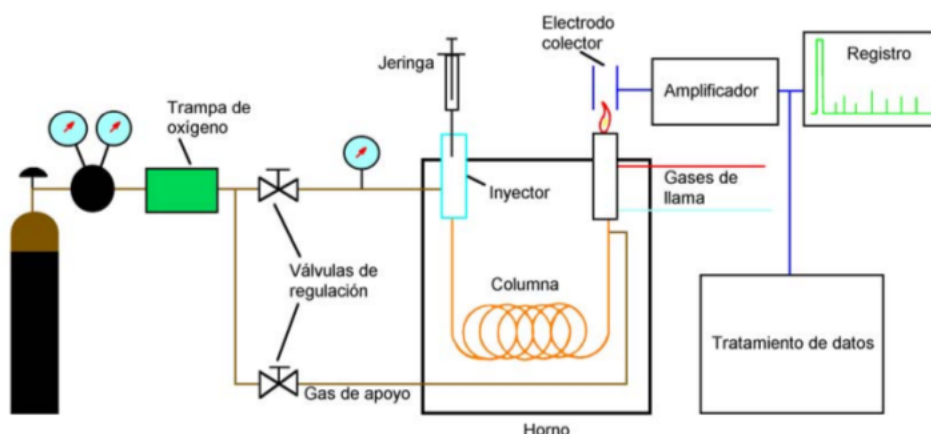 Electrodo
colector
Jeringa
Registro
Amplificador
Trampa de
oxígeno
Gases de
llama
Inyector
Válvulas de
regulación
Columna
Tratamiento de datos
Gas de apoyo
Horno